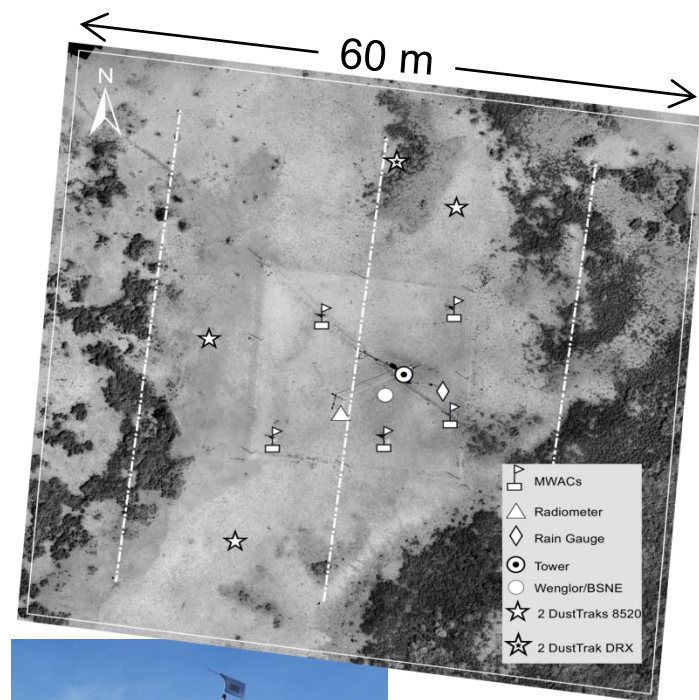 60 m
N
MWACs
Radiometer
Rain Gauge
Tower
Wenglor/BSNE
2 DustTraks 8520
2 DustTrak DRX